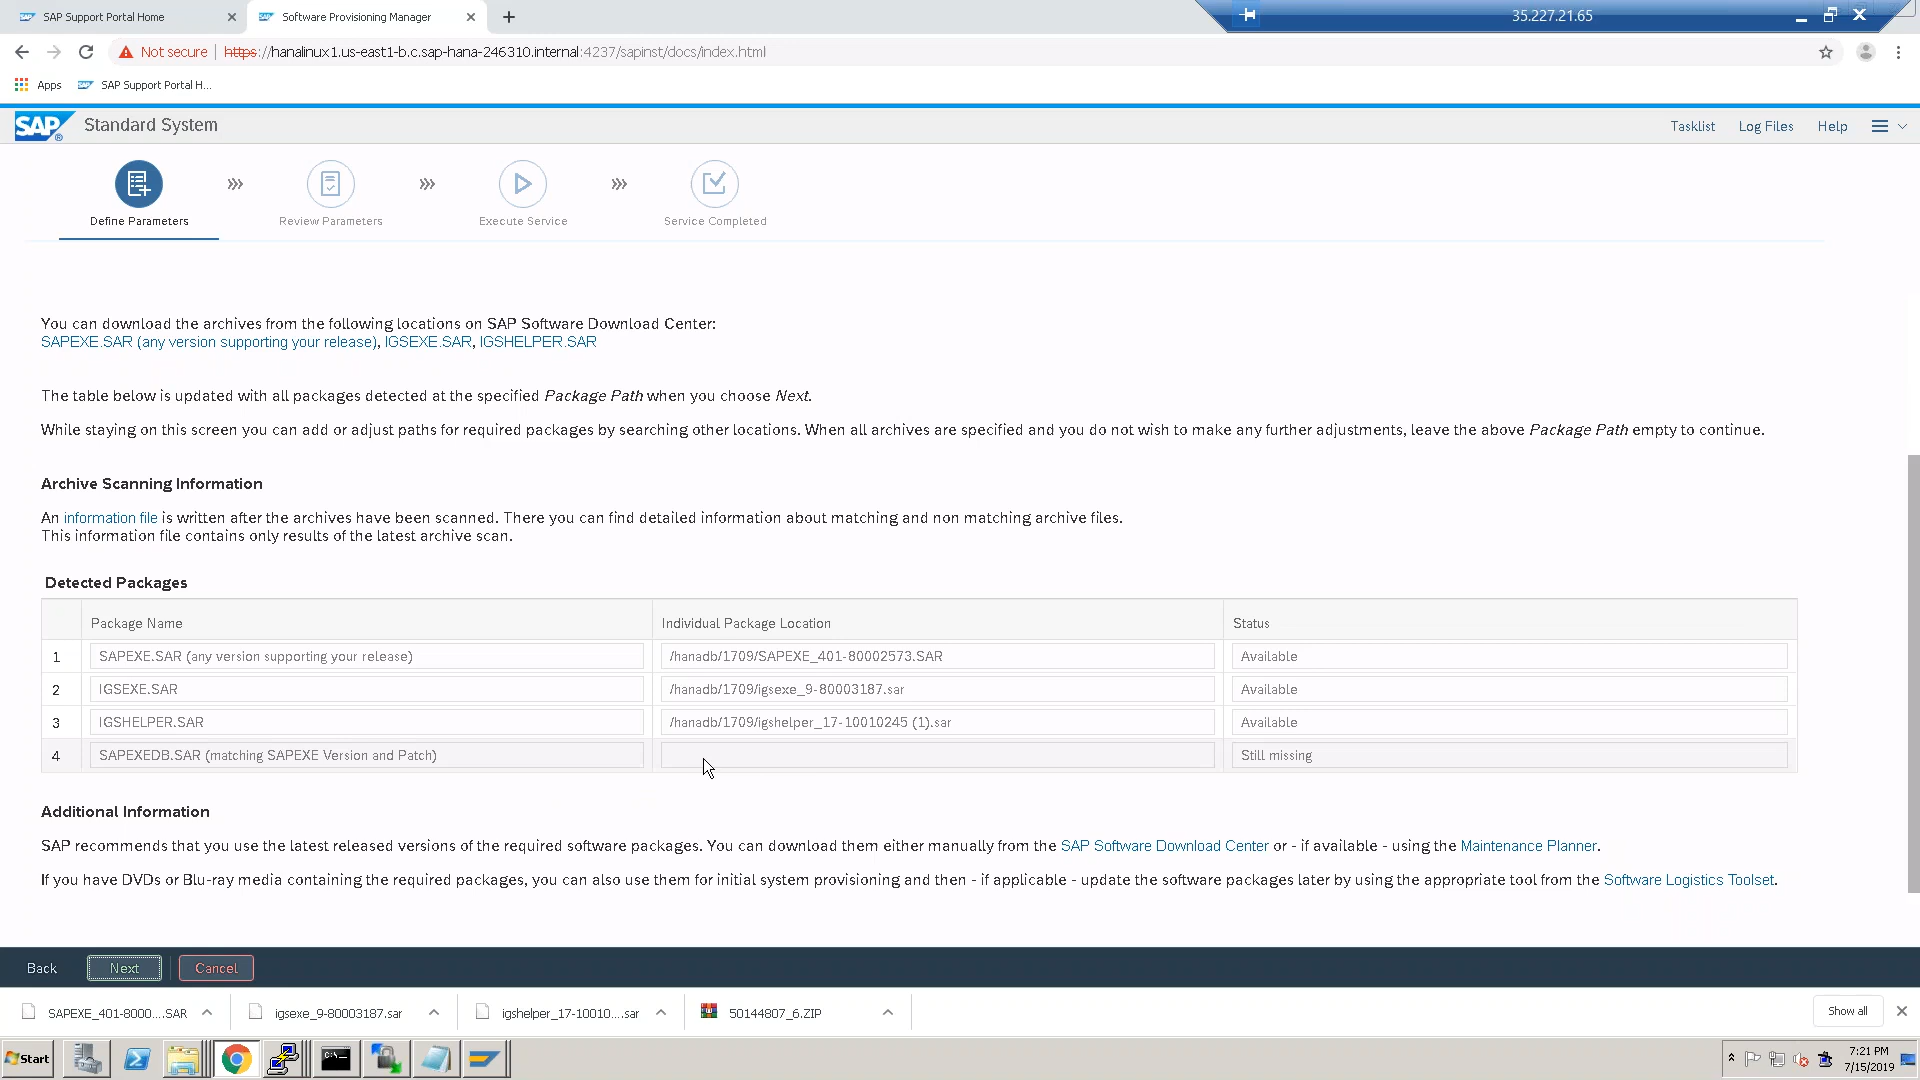 SAP Support Portal Home
Software Provisioning Manager
35.227.21.65
Not secure
https://hanalinux1.us-east1-b.c.sap-hana-246310.internal:4237/sapinst/docs/index.html
Apps
SAP Support Portal H...
SAP
Standard System
Tasklist
Log Files
Help
Define Parameters
Review Parameters
Execute Service
Service Completed
You can download the archives from the following locations on SAP Software Download Center:
SAPEXE.SAR (any version supporting your release), IGSEXE.SAR, IGSHELPER.SAR
The table below is updated with all packages detected at the specified Package Path when you choose Next.
While staying on this screen you can add or adjust paths for required packages by searching other locations. When all archives are specified and you do not wish to make any further adjustments, leave the above Package Path empty to continue.
Archive Scanning Information
An information file is written after the archives have been scanned. There you can find detailed information about matching and non matching archive files.
This information file contains only results of the latest archive scan.
Detected Packages
Package Name
Individual Package Location
Status
1
SAPEXE.SAR (any version supporting your release)
/hanadb/1709/SAPEXE_401-80002573.SAR
Available
2
IGSEXE.SAR
/hanadb/1709/igsexe_9-80003187.sar
Available
3
IGSHELPER.SAR
/hanadb/1709/igshelper_17-10010245 (1).sar
Available
4
SAPEXEDB.SAR (matching SAPEXE Version and Patch)
Still missing
Additional Information
SAP recommends that you use the latest released versions of the required software packages. You can download them either manually from the SAP Software Download Center or - if available - using the Maintenance Planner.
If you have DVDs or Blu-ray media containing the required packages, you can also use them for initial system provisioning and then - if applicable - update the software packages later by using the appropriate tool from the Software Logistics Toolset.
Back
Next
Cancel
SAPEXE_401-8000....SAR
igsexe_9-80003187.sar
igshelper_17-10010....sar
50144807_6.ZIP
Show all
Start
7:21 PM
7/15/2019